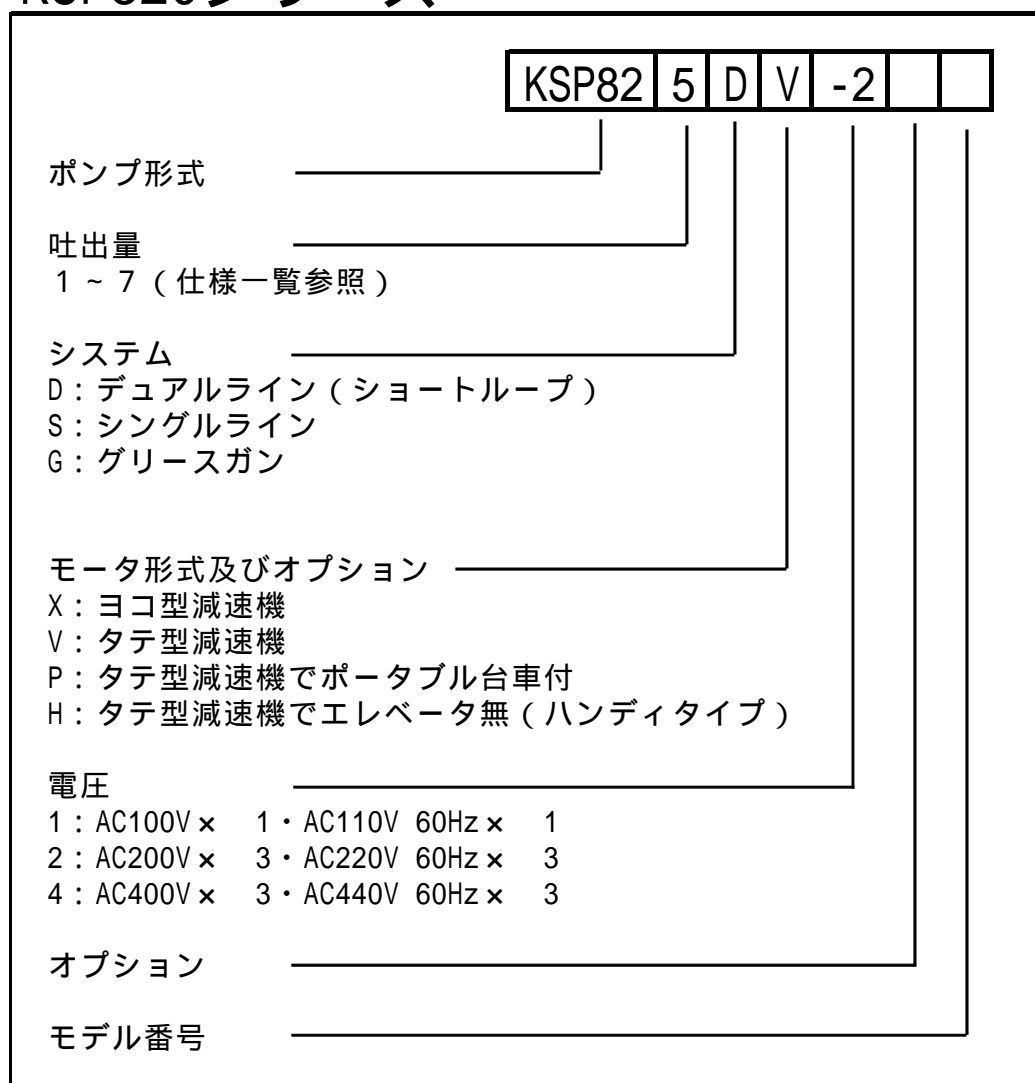 KSP82 5 D V -2
ポンプ形式
吐出量
1~7(仕様一覧参照)
システム
D:デュアルライン(ショートループ)
S:シングルライン
G:グリースガン
モータ形式及びオプション
X:ヨコ型減速機
V:タテ型減速機
P:タテ型減速機でポータブル台車付
H:タテ型減速機でエレベータ無(ハンディタイプ)
電圧
1:AC100V× 1・AC110V 60Hz× 1
2:AC200V× 3・AC220V 60Hz× 3
4:AC400V× 3・AC440V 60Hz× 3
オプション
モデル番号